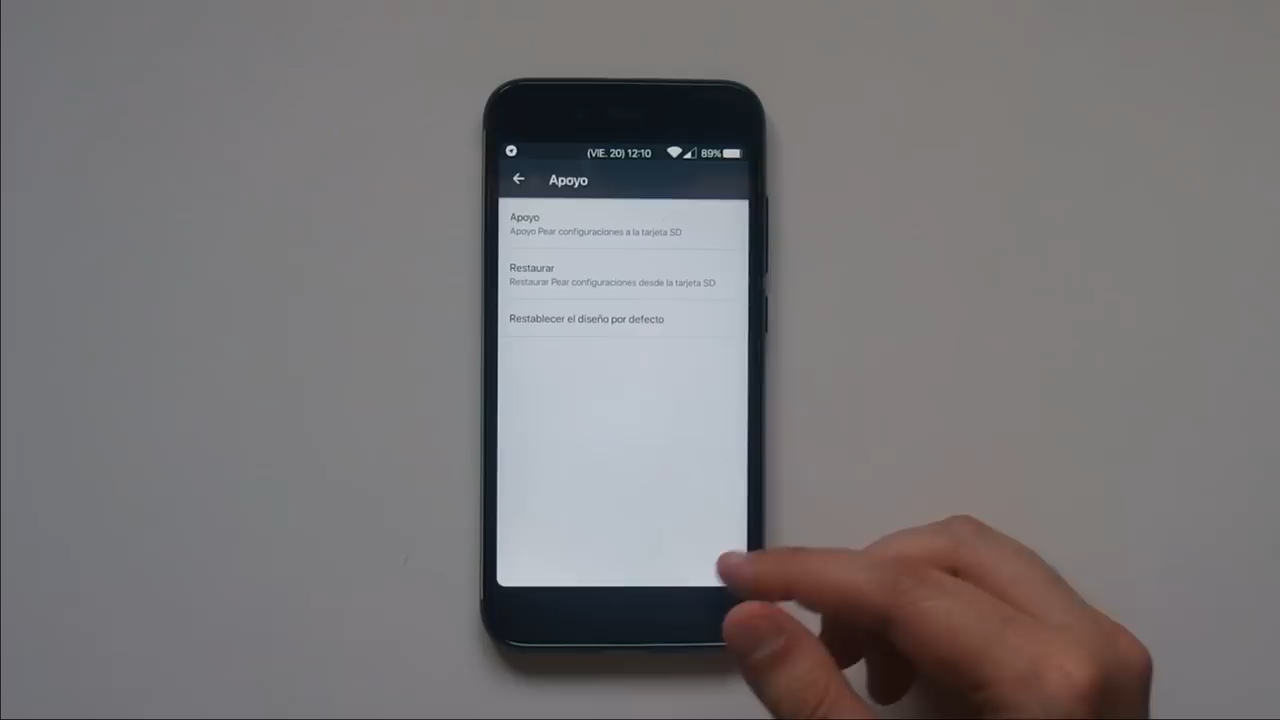 (VIE. 20) 12:10 89%
Apoyo
Apoyo
Apoyo Pear configuraciones a la tarjeta SD
Restaurar
Restaurar Pear configuraciones desde la tarjeta SD
Restablecer el diseño por defecto